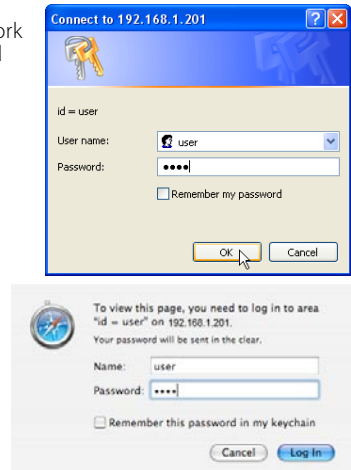 Connect to 192.168.1.201
ork
id = user
User name: user
Password: ••••
Remember my password
OK Cancel
To view this page, you need to log in to area
"id = user" on 192.168.1.201.
Your password will be sent in the clear.
Name: user
Password: ••••
Remember this password in my keychain
Cancel Log In